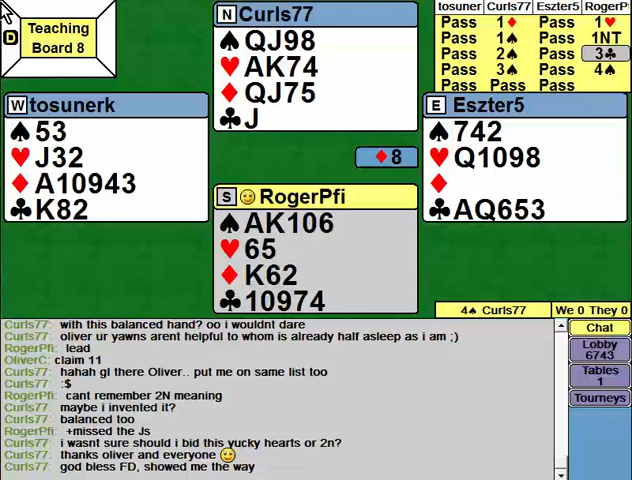 D
Teaching
Board 8
N Curls77
♠QJ98
♥AK74
♦QJ75
♣J
tosuner Curls77 Eszter5 RogerP
Pass 1♦ Pass 1♥
Pass 1♠ Pass 1NT
Pass 2♠ Pass 3♣
Pass 3♠ Pass 4♠
Pass Pass Pass
W tosunerk
♠53
♥J32
♦A10943
♣K82
♦8
E Eszter5
♠742
♥Q1098
♦
♣AQ653
S RogerPfi
♠AK106
♥65
♦K62
♣10974
4♠ Curls77 We 0 They 0
Curls77: with this balanced hand? oo i wouldnt dare
Curls77: oliver ur yawns arent helpful to whom is already half asleep as i am ;)
RogerPfi: lead
OliverC: claim 11
Curls77: hahah gl there Oliver.. put me on same list too
Curls77: :$
RogerPfi: cant remember 2N meaning
Curls77: maybe i invented it?
Curls77: balanced too
RogerPfi: +missed the Js
Curls77: i wasnt sure should i bid this yucky hearts or 2n?
Curls77: thanks oliver and everyone
Curls77: god bless FD, showed me the way
Chat
Lobby
6743
Tables
1
Tourneys